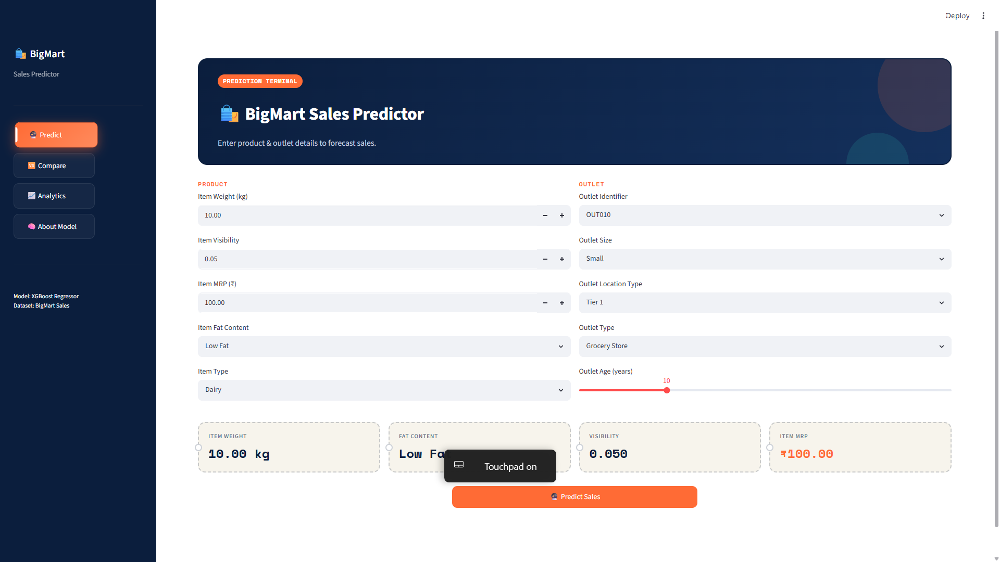 Deploy
BigMart
Sales Predictor
Predict
VS Compare
Analytics
About Model
Model: XGBoost Regressor
Dataset: BigMart Sales
PREDICTION TERMINAL
BigMart Sales Predictor
Enter product & outlet details to forecast sales.
PRODUCT
Item Weight (kg)
10.00
Item Visibility
0.05
Item MRP (₹)
100.00
Item Fat Content
Low Fat
Item Type
Dairy
OUTLET
Outlet Identifier
OUT010
Outlet Size
Small
Outlet Location Type
Tier 1
Outlet Type
Grocery Store
Outlet Age (years)
10
ITEM WEIGHT
10.00 kg
FAT CONTENT
Low Fa
VISIBILITY
0.050
ITEM MRP
₹100.00
Touchpad on
Predict Sales